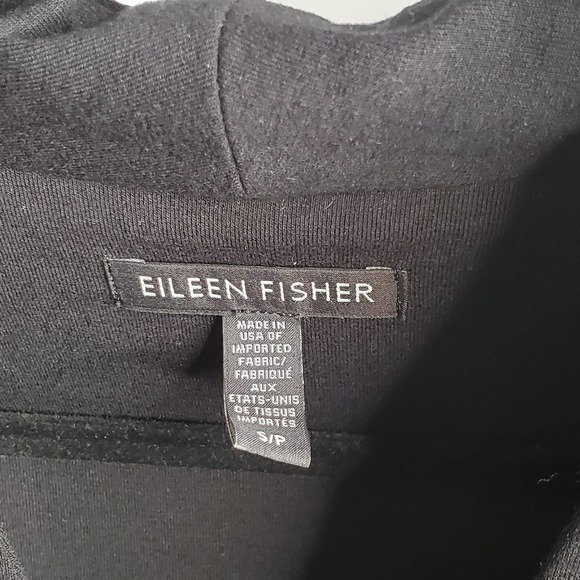 EILEEN FISHER
MADE IN
USA OF
IMPORTED
FABRIC/
FABRIQUÉ
AUX
ETATS-UNIS
DE TISSUS
IMPORTÉS
S/P